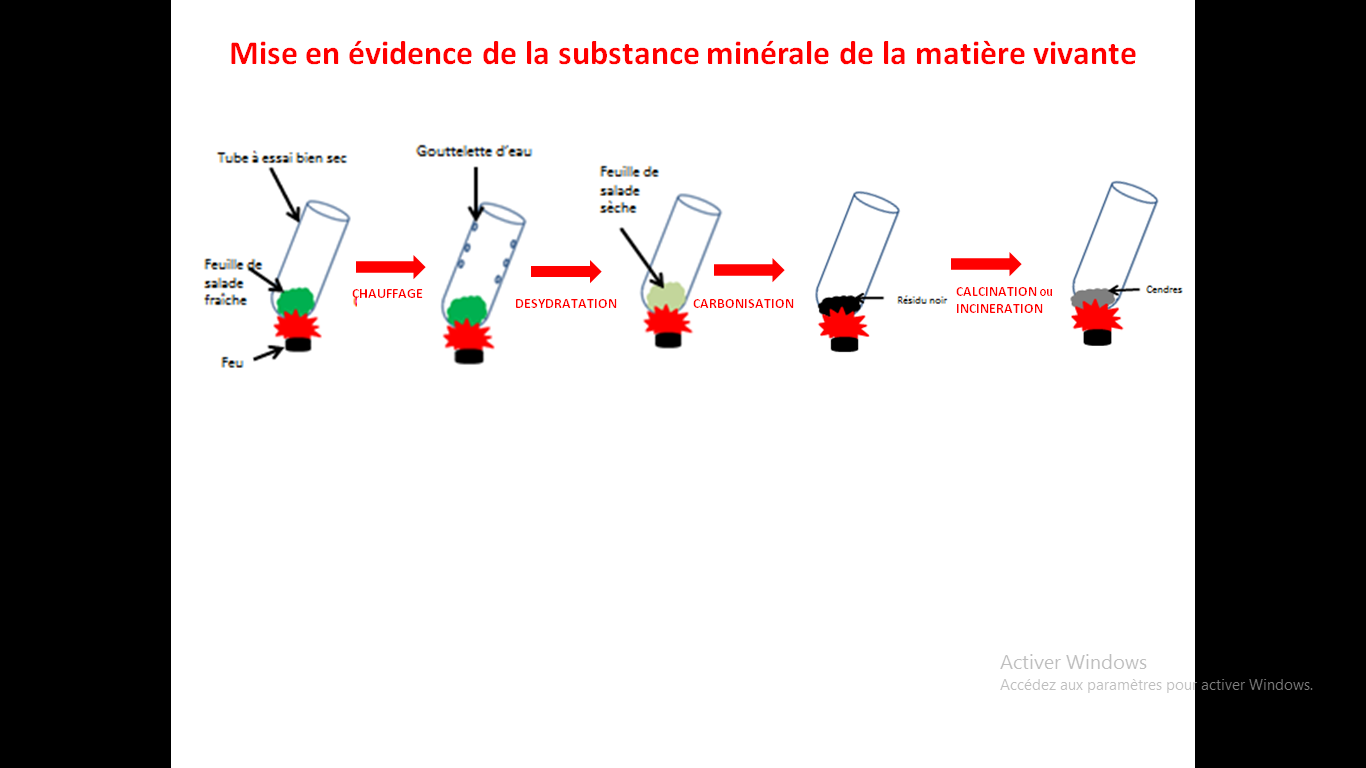 Mise en évidence de la substance minérale de la matière vivante
Tube à essai bien sec
Gouttelette d'eau
Feuille de
salade
sèche
Feuille de
salade
fraîche
CHAUFFAGE
DESYDRATATION
CARBONISATION
Résidu noir
CALCINATION ou
INCINERATION
Cendres
Feu
Activer Windows
Accédez aux paramètres pour activer Windows.